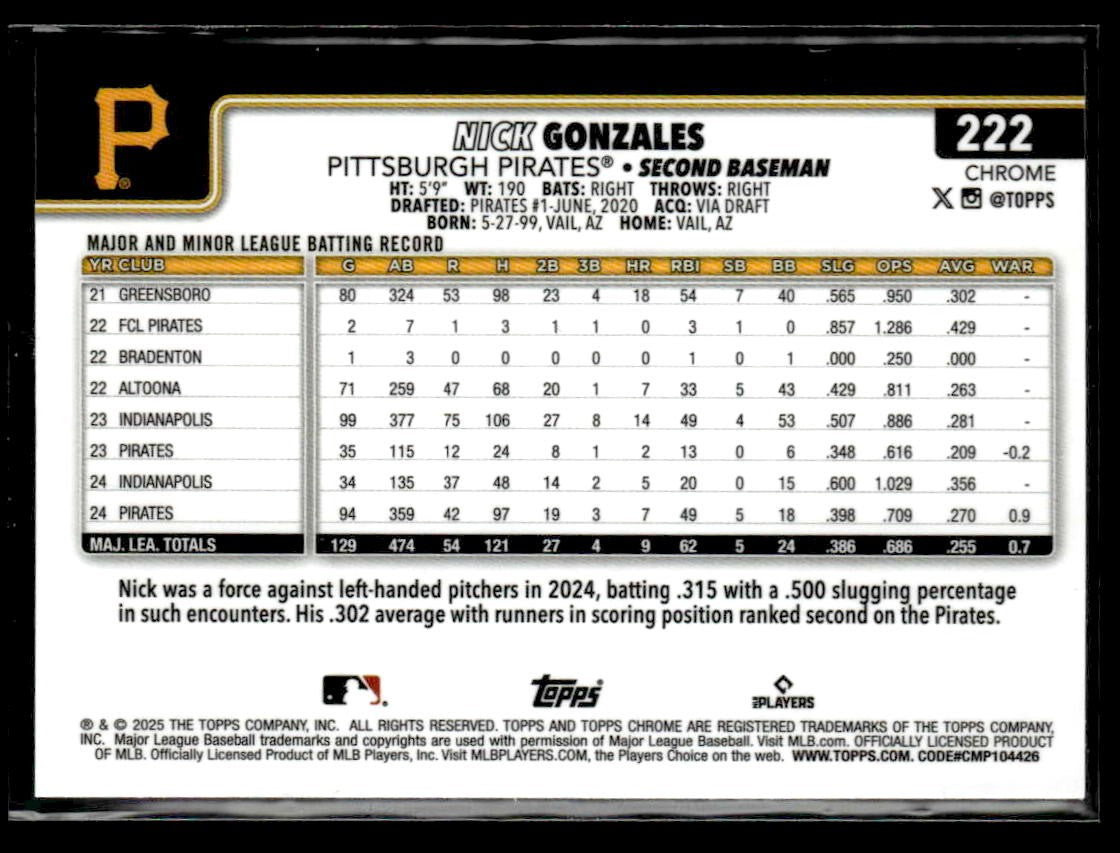 P
NICK GONZALES
222
PITTSBURGH PIRATES® • SECOND BASEMAN
CHROME
HT: 5'9" WT: 190 BATS: RIGHT THROWS: RIGHT
X @TOPPS
DRAFTED: PIRATES #1-JUNE, 2020 ACQ: VIA DRAFT
BORN: 5-27-99, VAIL, AZ HOME: VAIL, AZ
MAJOR AND MINOR LEAGUE BATTING RECORD
YR CLUB G AB R H 2B 3B HR RBI SB BB SLG OPS AVG WAR
21 GREENSBORO 80 324 53 98 23 4 18 54 7 40 .565 .950 .302 -
22 FCL PIRATES 2 7 1 3 1 1 0 3 1 0 .857 1.286 .429 -
22 BRADENTON 1 3 0 0 0 0 0 1 0 1 .000 .250 .000 -
22 ALTOONA 71 259 47 68 20 1 7 33 5 43 .429 .811 .263 -
23 INDIANAPOLIS 99 377 75 106 27 8 14 49 4 53 .507 .886 .281 -
23 PIRATES 35 115 12 24 8 1 2 13 0 6 .348 .616 .209 -0.2
24 INDIANAPOLIS 34 135 37 48 14 2 5 20 0 15 .600 1.029 .356 -
24 PIRATES 94 359 42 97 19 3 7 49 5 18 .398 .709 .270 0.9
MAJ. LEA. TOTALS 129 474 54 121 27 4 9 62 5 24 .386 .686 .255 0.7
Nick was a force against left-handed pitchers in 2024, batting .315 with a .500 slugging percentage
in such encounters. His .302 average with runners in scoring position ranked second on the Pirates.
Topps® PLAYERS
® & © 2025 THE TOPPS COMPANY, INC. ALL RIGHTS RESERVED. TOPPS AND TOPPS CHROME ARE REGISTERED TRADEMARKS OF THE TOPPS COMPANY,
INC. Major League Baseball trademarks and copyrights are used with permission of Major League Baseball. Visit MLB.com. OFFICIALLY LICENSED PRODUCT
OF MLB. Officially Licensed Product of MLB Players, Inc. Visit MLBPLAYERS.COM, the Players Choice on the web. WWW.TOPPS.COM. CODE#CMP104426